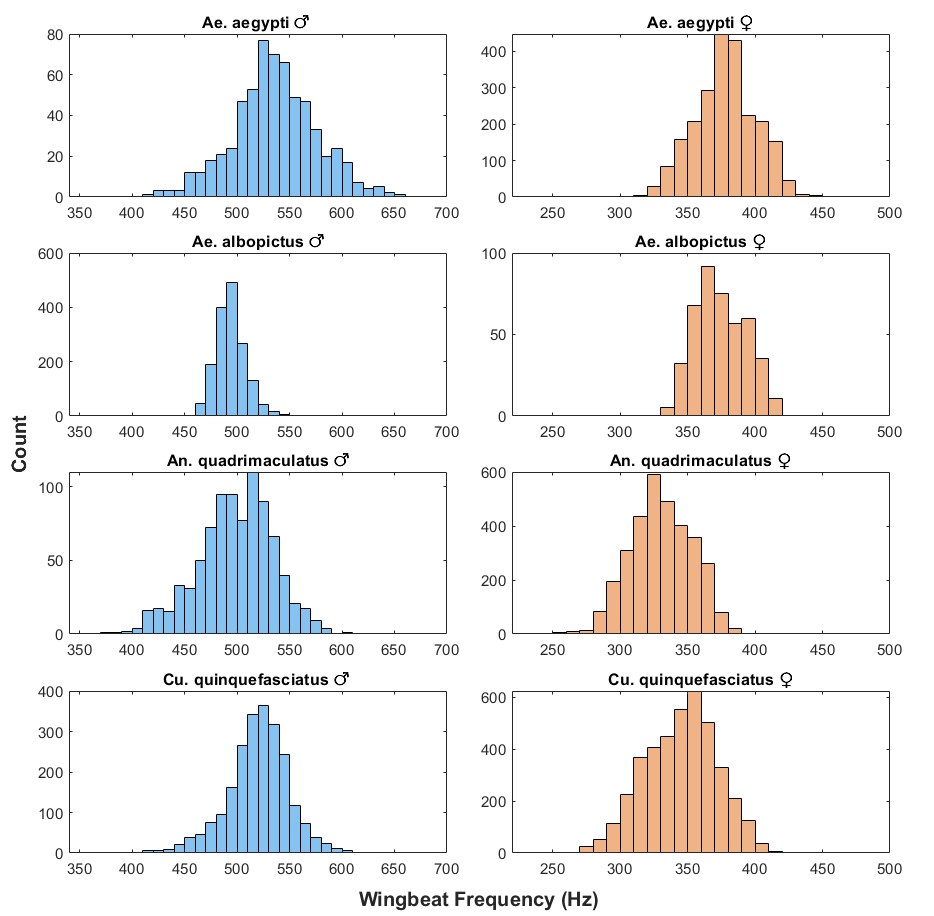 Ae. aegypti ♂
80
60
40
20
0
350 400 450 500 550 600 650 700
Ae. aegypti ♀
400
300
200
100
0
250 300 350 400 450 500
Ae. albopictus ♂
600
400
200
0
350 400 450 500 550 600 650 700
Ae. albopictus ♀
100
50
0
250 300 350 400 450 500
Count
An. quadrimaculatus ♂
100
50
0
350 400 450 500 550 600 650 700
An. quadrimaculatus ♀
600
400
200
0
250 300 350 400 450 500
Cu. quinquefasciatus ♂
400
300
200
100
0
350 400 450 500 550 600 650 700
Cu. quinquefasciatus ♀
600
400
200
0
250 300 350 400 450 500
Wingbeat Frequency (Hz)